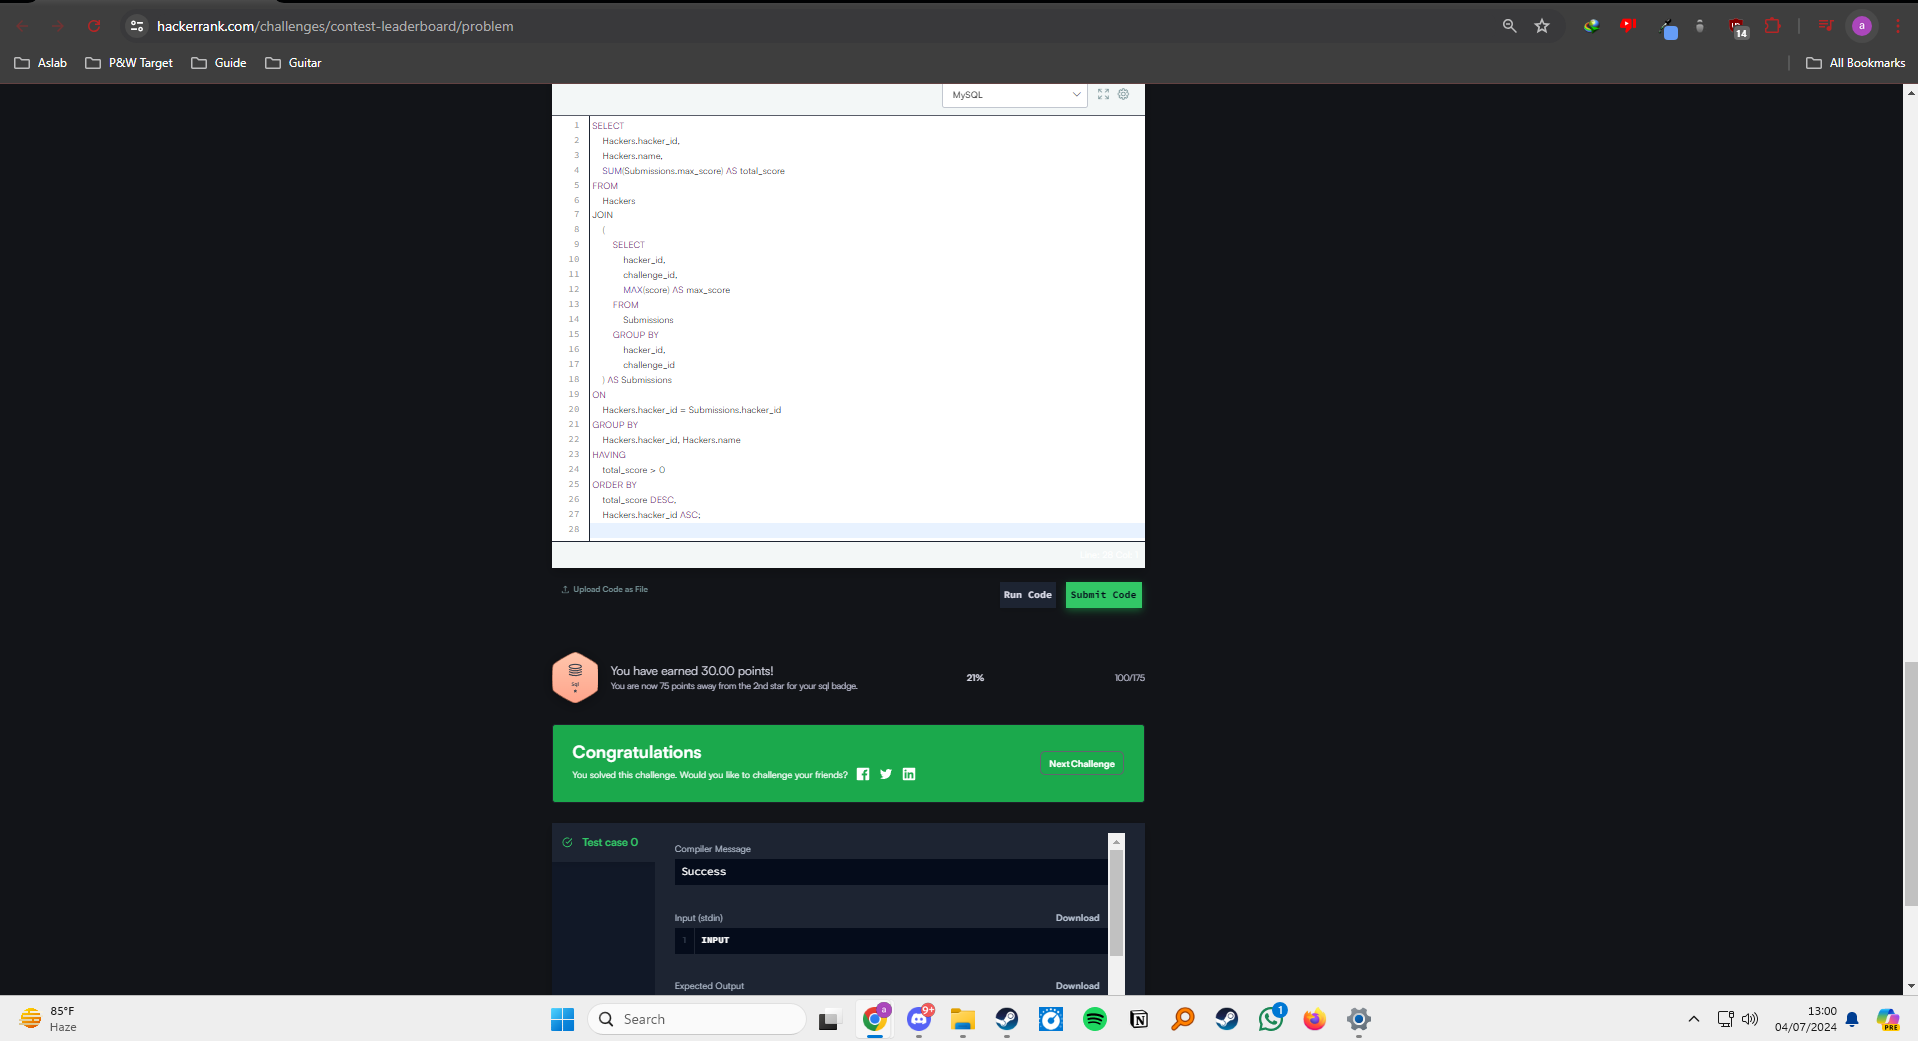 hackerrank.com/challenges/contest-leaderboard/problem
14
a
Aslab
P&W Target
Guide
Guitar
All Bookmarks
MySQL
1 SELECT
2 Hackers.hacker_id,
3 Hackers.name,
4 SUM(Submissions.max_score) AS total_score
5 FROM
6 Hackers
7 JOIN
8 (
9 SELECT
10 hacker_id,
11 challenge_id,
12 MAX(score) AS max_score
13 FROM
14 Submissions
15 GROUP BY
16 hacker_id,
17 challenge_id
18 ) AS Submissions
19 ON
20 Hackers.hacker_id = Submissions.hacker_id
21 GROUP BY
22 Hackers.hacker_id, Hackers.name
23 HAVING
24 total_score > 0
25 ORDER BY
26 total_score DESC,
27 Hackers.hacker_id ASC;
28
Upload Code as File
Run Code
Submit Code
Sql
You have earned 30.00 points!
You are now 75 points away from the 2nd star for your sql badge.
21%
100/175
Congratulations
You solved this challenge. Would you like to challenge your friends?
Next Challenge
Test case 0
Compiler Message
Success
Input (stdin)
Download
1 INPUT
Expected Output
Download
85°F
Haze
Search
a
9+
1
13:00
04/07/2024
PRE